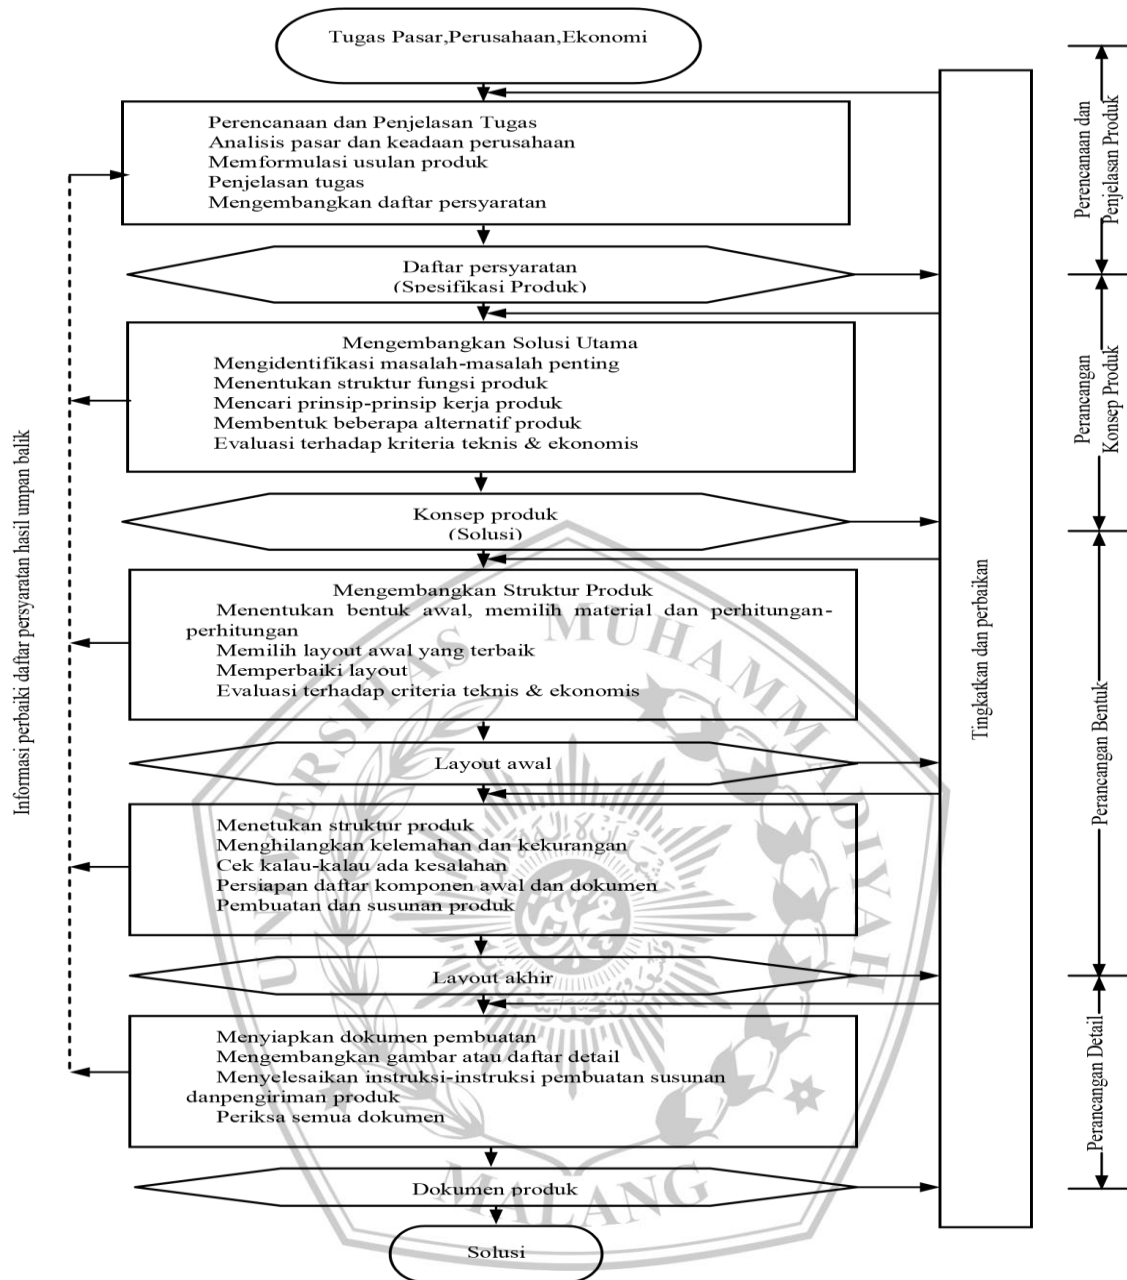 Tugas Pasar,Perusahaan,Ekonomi
Perencanaan dan Penjelasan Tugas
Analisis pasar dan keadaan perusahaan
Memformulasi usulan produk
Penjelasan tugas
Mengembangkan daftar persyaratan
Daftar persyaratan
(Spesifikasi Produk)
Mengembangkan Solusi Utama
Mengidentifikasi masalah-masalah penting
Menentukan struktur fungsi produk
Mencari prinsip-prinsip kerja produk
Membentuk beberapa alternatif produk
Evaluasi terhadap kriteria teknis & ekonomis
Konsep produk
(Solusi)
Mengembangkan Struktur Produk
Menentukan bentuk awal, memilih material dan perhitungan-
perhitungan
Memilih layout awal yang terbaik
Memperbaiki layout
Evaluasi terhadap criteria teknis & ekonomis
Layout awal
Menetukan struktur produk
Menghilangkan kelemahan dan kekurangan
Cek kalau-kalau ada kesalahan
Persiapan daftar komponen awal dan dokumen
Pembuatan dan susunan produk
Layout akhir
Menyiapkan dokumen pembuatan
Mengembangkan gambar atau daftar detail
Menyelesaikan instruksi-instruksi pembuatan susunan
danpengiriman produk
Periksa semua dokumen
Dokumen produk
Solusi
Informasi perbaiki daftar persyaratan hasil umpan balik
Tingkatkan dan perbaikan
Perencanaan dan
Penjelasan Produk
Perancangan
Konsep Produk
Perancangan Bentuk
Perancangan Detail
UNIVERSITAS MUHAMMADIYAH
MALANG